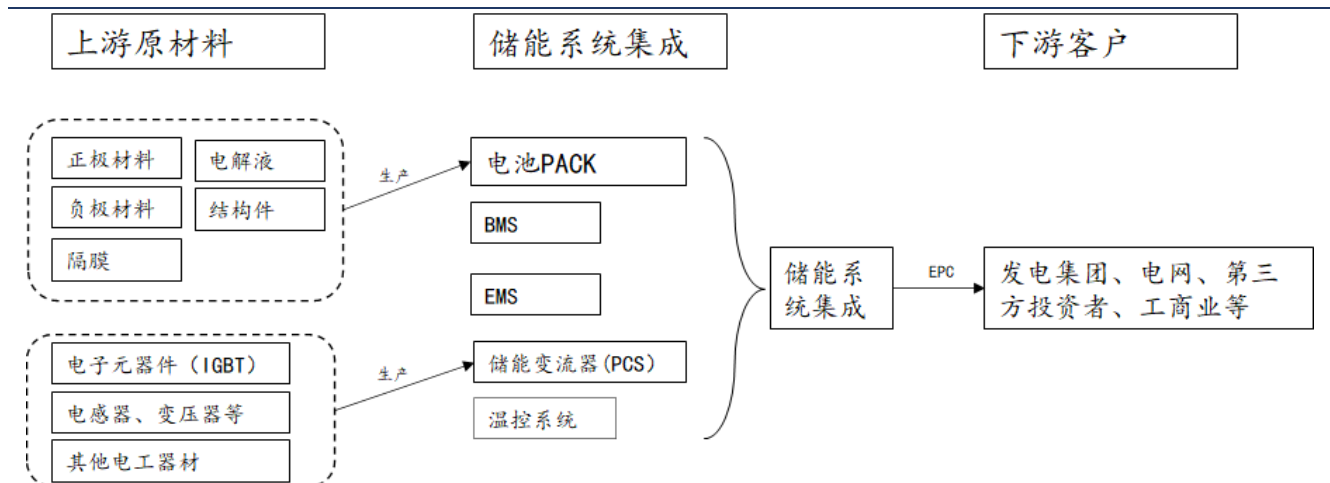 上游原材料
储能系统集成
下游客户
正极材料
电解液
负极材料
结构件
隔膜
生产
电池PACK
BMS
EMS
电子元器件（IGBT）
电感器、变压器等
其他电工器材
生产
储能变流器(PCS)
温控系统
储能系
统集成
EPC
发电集团、电网、第三
方投资者、工商业等